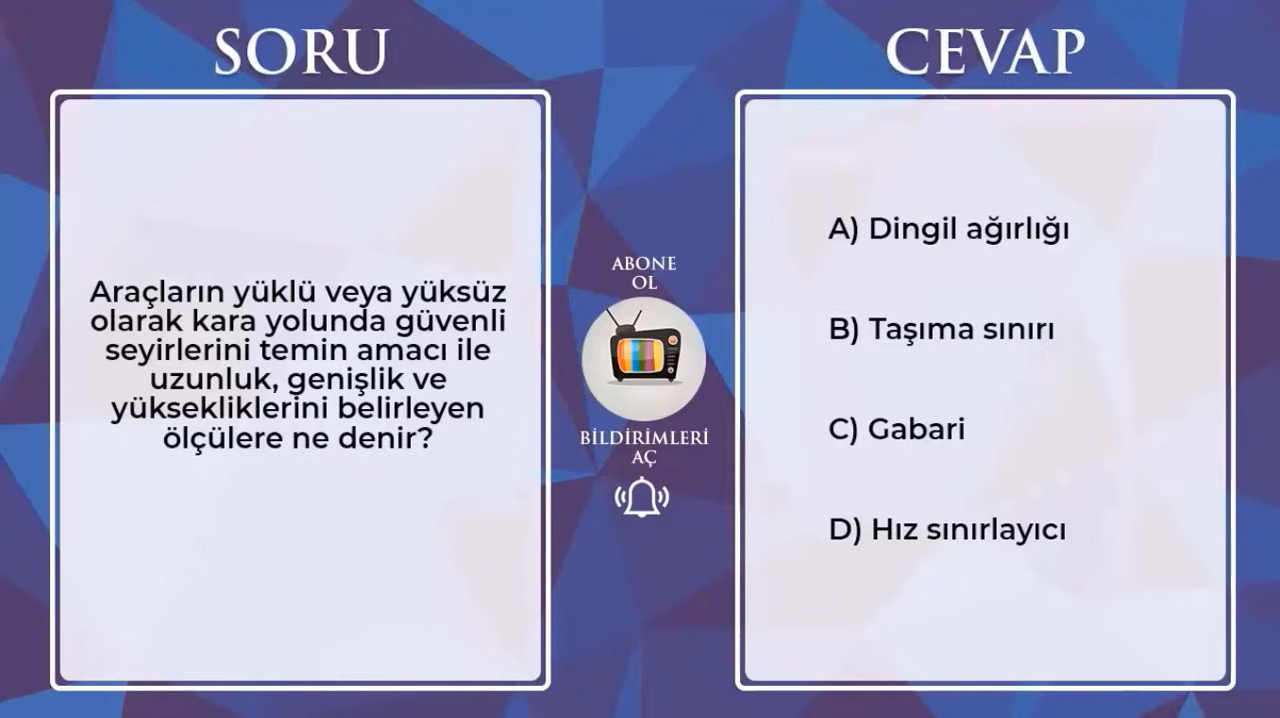 SORU
Araçların yüklü veya yüksüz
olarak kara yolunda güvenli
seyirlerini temin amacı ile
uzunluk, genişlik ve
yüksekliklerini belirleyen
ölçülere ne denir?
ABONE
OL
BİLDİRİMLERİ
AÇ
CEVAP
A) Dingil ağırlığı
B) Taşıma sınırı
C) Gabari
D) Hız sınırlayıcı